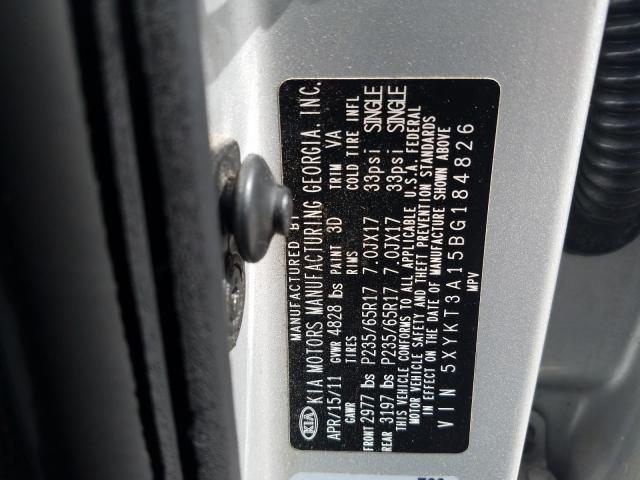 MANUFACTURED BY
KIA KIA MOTORS MANUFACTURING GEORGIA, INC.
APR/15/11 GVWR 4828 lbs PAINT 3D TRIM VA
GAWR TIRES RIMS COLD TIRE INFL
FRONT 2977 lbs P235/65R17 7.0JX17 33psi SINGLE
REAR 3197 lbs P235/65R17 7.0JX17 33psi SINGLE
THIS VEHICLE CONFORMS TO ALL APPLICABLE U.S.A. FEDERAL
MOTOR VEHICLE SAFETY AND THEFT PREVENTION STANDARDS
IN EFFECT ON THE DATE OF MANUFACTURE SHOWN ABOVE
VIN 5XYKT3A15BG184826
MPV